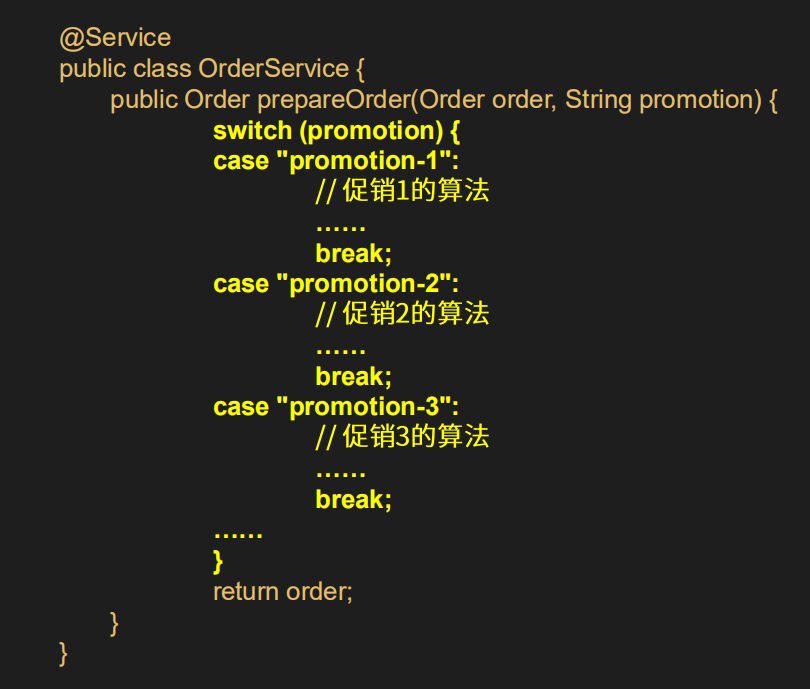 @Service
public class OrderService {
public Order prepareOrder(Order order, String promotion) {
switch (promotion) {
case "promotion-1":
// 促销1的算法
......
break;
case "promotion-2":
// 促销2的算法
......
break;
case "promotion-3":
// 促销3的算法
......
break;
......
}
return order;
}
}